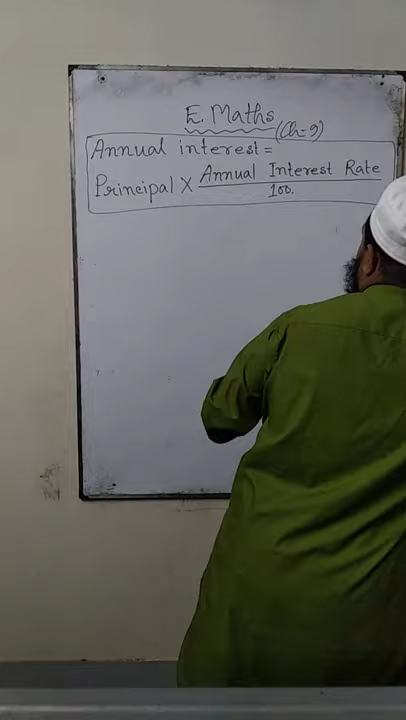 E. Maths
(Ch-9)
Annual interest =
Principal X Annual Interest Rate
100.